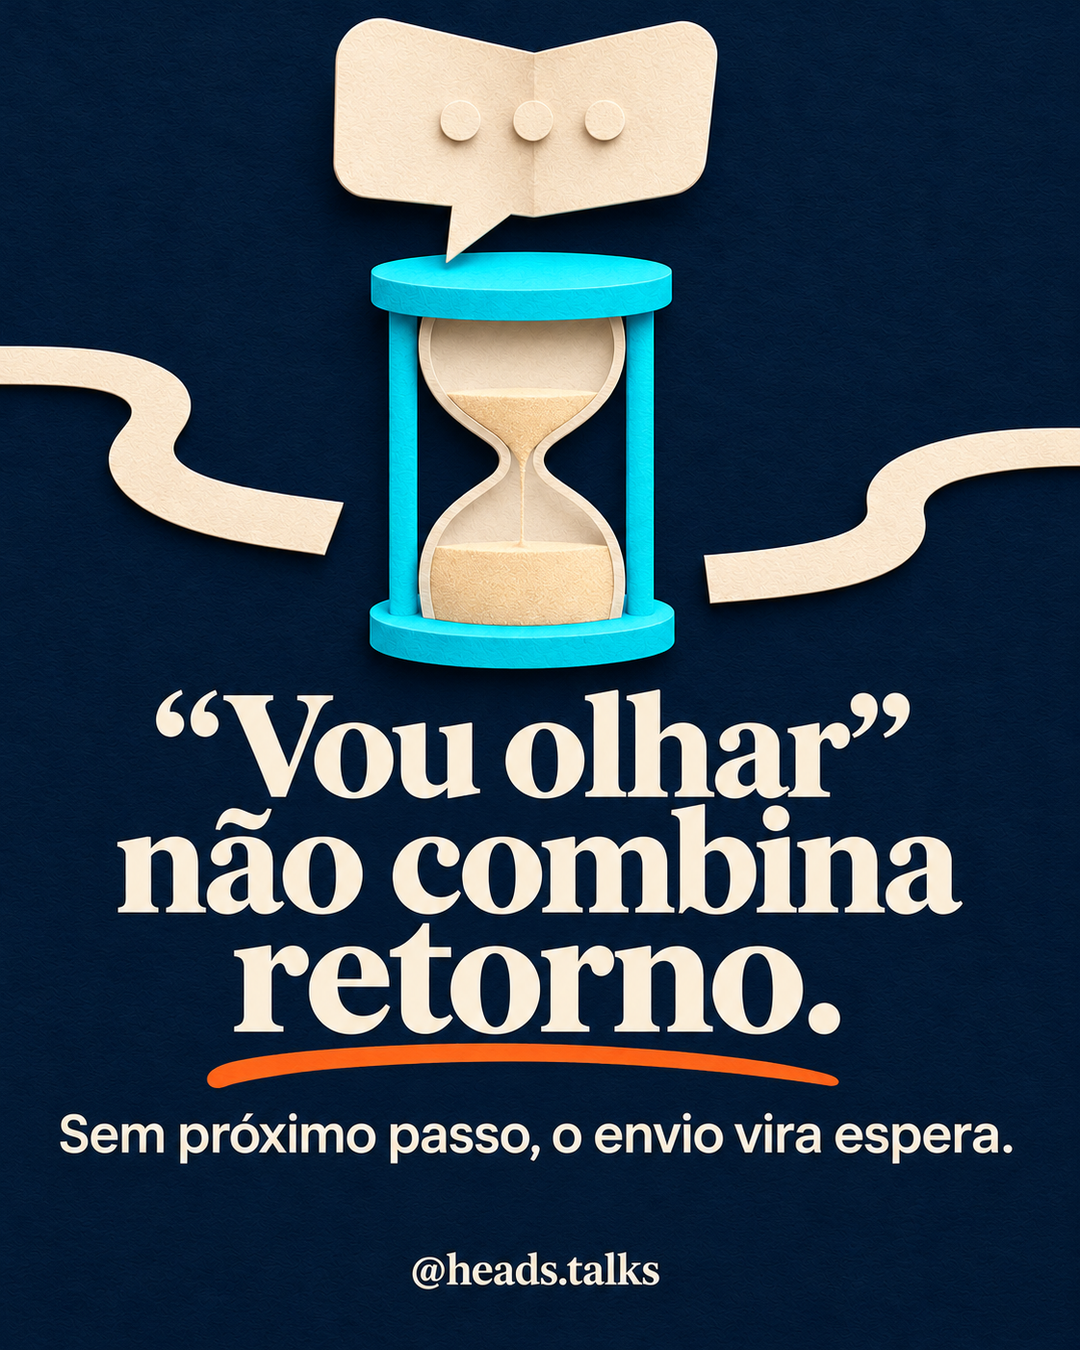 “Vou olhar”
não combina
retorno.
Sem próximo passo, o envio vira espera.
@heads.talks